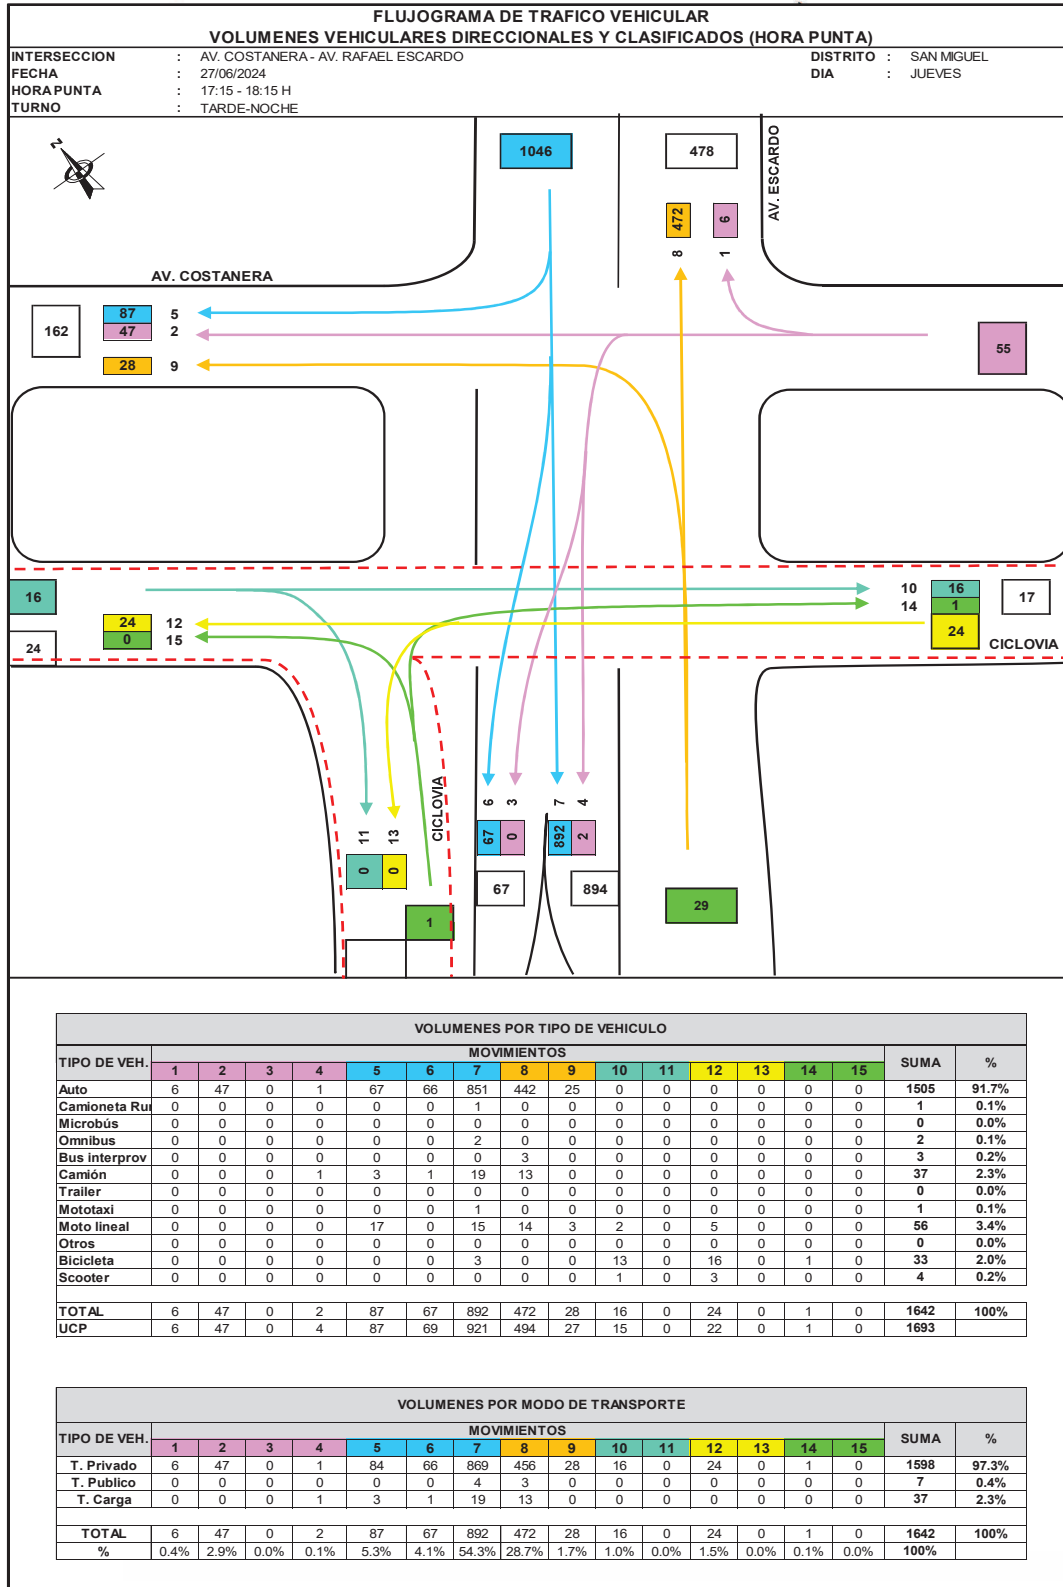 FLUJOGRAMA DE TRAFICO VEHICULAR
VOLUMENES VEHICULARES DIRECCIONALES Y CLASIFICADOS (HORA PUNTA)
INTERSECCION : AV. COSTANERA - AV. RAFAEL ESCARDO DISTRITO : SAN MIGUEL
FECHA : 27/06/2024 DIA : JUEVES
HORA PUNTA : 17:15 - 18:15 H
TURNO : TARDE-NOCHE
N
1046 478
AV. ESCARDO
472 6
8 1
AV. COSTANERA
162
87 5
47 2
28 9
55
16
24
24 12
0 15
10 16
14 1
24
17
CICLOVIA
CICLOVIA
11 13
0 0
6 3 7 4
67 0 892 2
67 894
29
1
VOLUMENES POR TIPO DE VEHICULO
TIPO DE VEH. MOVIMIENTOS SUMA %
1 2 3 4 5 6 7 8 9 10 11 12 13 14 15
Auto 6 47 0 1 67 66 851 442 25 0 0 0 0 0 0 1505 91.7%
Camioneta Rur 0 0 0 0 0 0 1 0 0 0 0 0 0 0 0 1 0.1%
Microbús 0 0 0 0 0 0 0 0 0 0 0 0 0 0 0 0 0.0%
Omnibus 0 0 0 0 0 0 2 0 0 0 0 0 0 0 0 2 0.1%
Bus interprov 0 0 0 0 0 0 0 3 0 0 0 0 0 0 0 3 0.2%
Camión 0 0 0 1 3 1 19 13 0 0 0 0 0 0 0 37 2.3%
Trailer 0 0 0 0 0 0 0 0 0 0 0 0 0 0 0 0 0.0%
Mototaxi 0 0 0 0 0 0 1 0 0 0 0 0 0 0 0 1 0.1%
Moto lineal 0 0 0 0 17 0 15 14 3 2 0 5 0 0 0 56 3.4%
Otros 0 0 0 0 0 0 0 0 0 0 0 0 0 0 0 0 0.0%
Bicicleta 0 0 0 0 0 0 3 0 0 13 0 16 0 1 0 33 2.0%
Scooter 0 0 0 0 0 0 0 0 0 1 0 3 0 0 0 4 0.2%
TOTAL 6 47 0 2 87 67 892 472 28 16 0 24 0 1 0 1642 100%
UCP 6 47 0 4 87 69 921 494 27 15 0 22 0 1 0 1693
VOLUMENES POR MODO DE TRANSPORTE
TIPO DE VEH. MOVIMIENTOS SUMA %
1 2 3 4 5 6 7 8 9 10 11 12 13 14 15
T. Privado 6 47 0 1 84 66 869 456 28 16 0 24 0 1 0 1598 97.3%
T. Publico 0 0 0 0 0 0 4 3 0 0 0 0 0 0 0 7 0.4%
T. Carga 0 0 0 1 3 1 19 13 0 0 0 0 0 0 0 37 2.3%
TOTAL 6 47 0 2 87 67 892 472 28 16 0 24 0 1 0 1642 100%
% 0.4% 2.9% 0.0% 0.1% 5.3% 4.1% 54.3% 28.7% 1.7% 1.0% 0.0% 1.5% 0.0% 0.1% 0.0% 100%